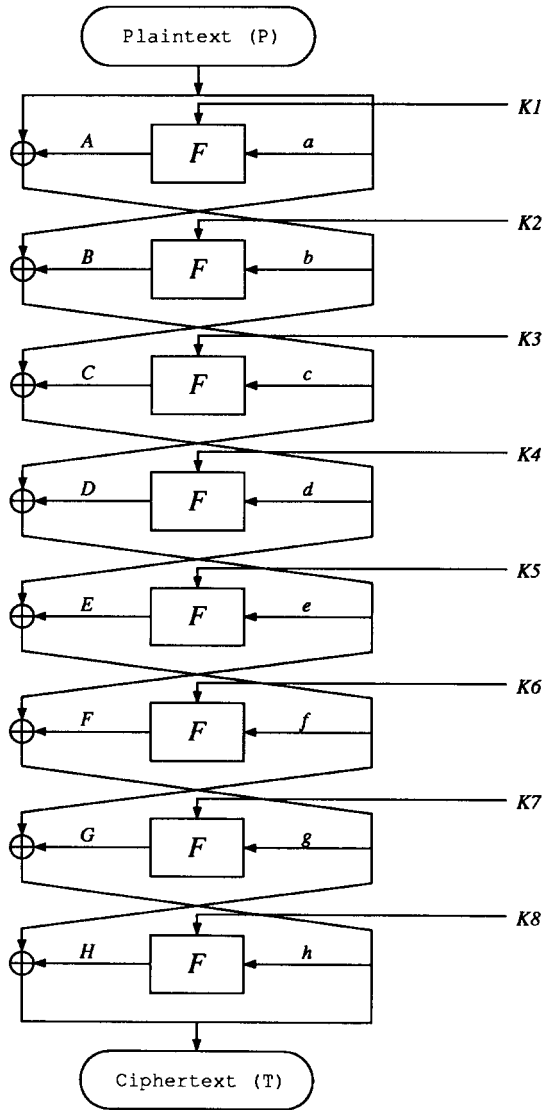 Plaintext (P)
K1
A F a
K2
B F b
K3
C F c
K4
D F d
K5
E F e
K6
F F f
K7
G F g
K8
H F h
Ciphertext (T)